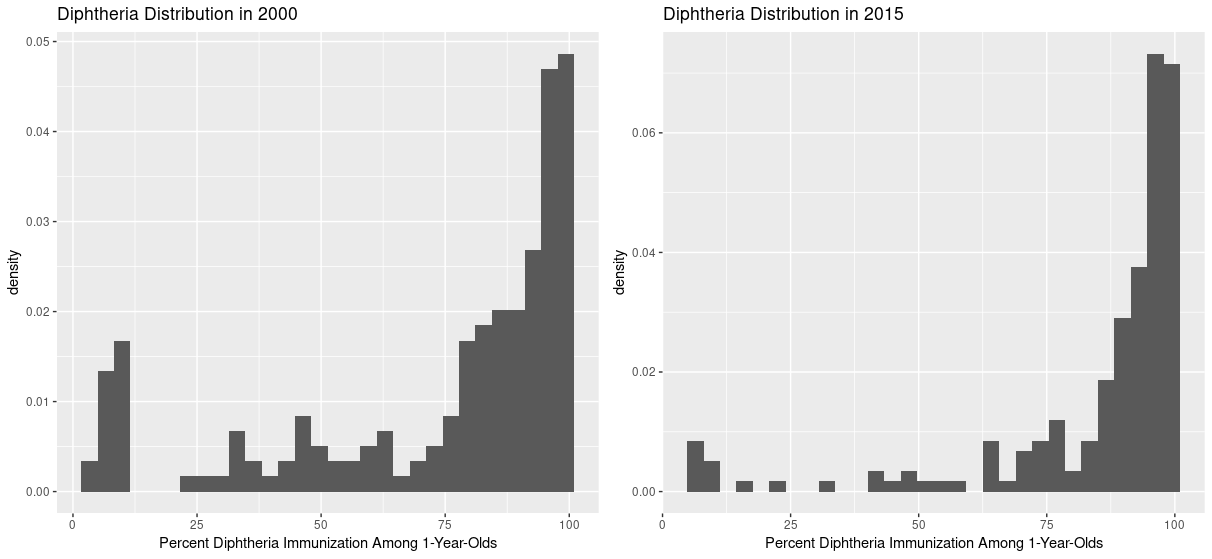 Diphtheria Distribution in 2000
0.05
0.04
0.03
0.02
0.01
0.00
density
0 25 50 75 100
Percent Diphtheria Immunization Among 1-Year-Olds
Diphtheria Distribution in 2015
0.06
0.04
0.02
0.00
density
0 25 50 75 100
Percent Diphtheria Immunization Among 1-Year-Olds